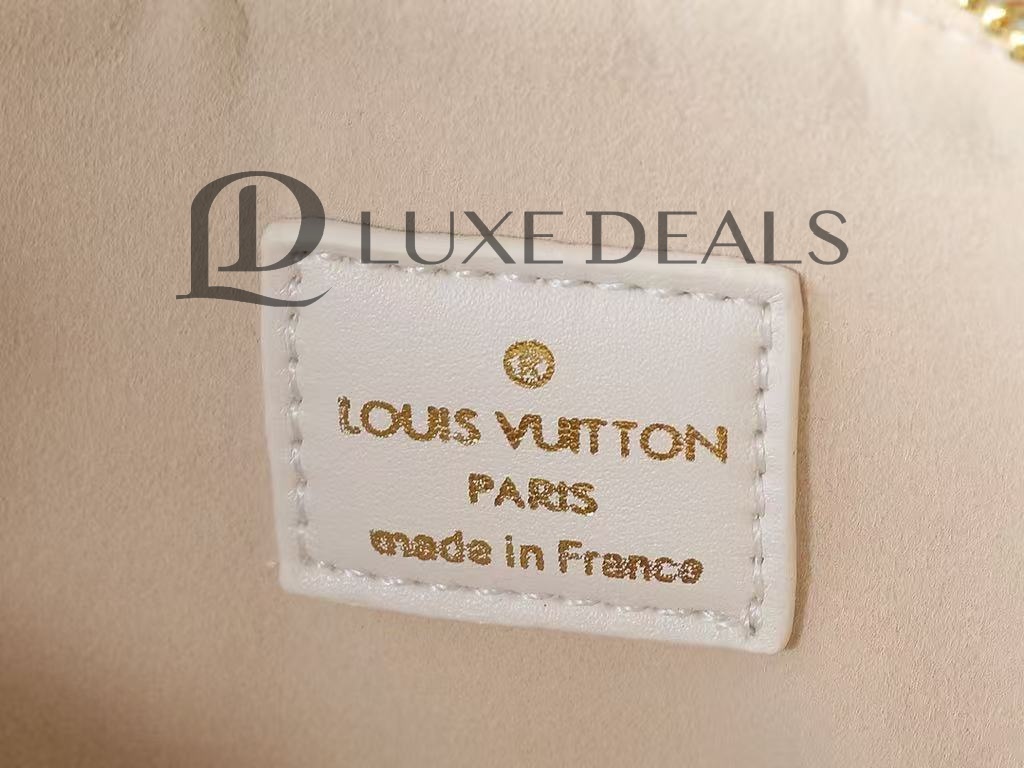 LUXE DEALS
LOUIS VUITTON
PARIS
made in France